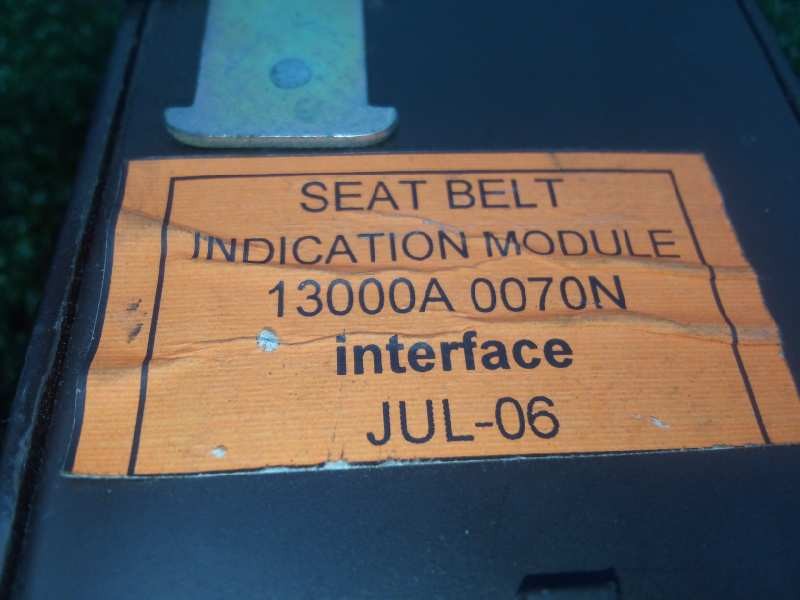 SEAT BELT
INDICATION MODULE
13000A 0070N
interface
JUL-06